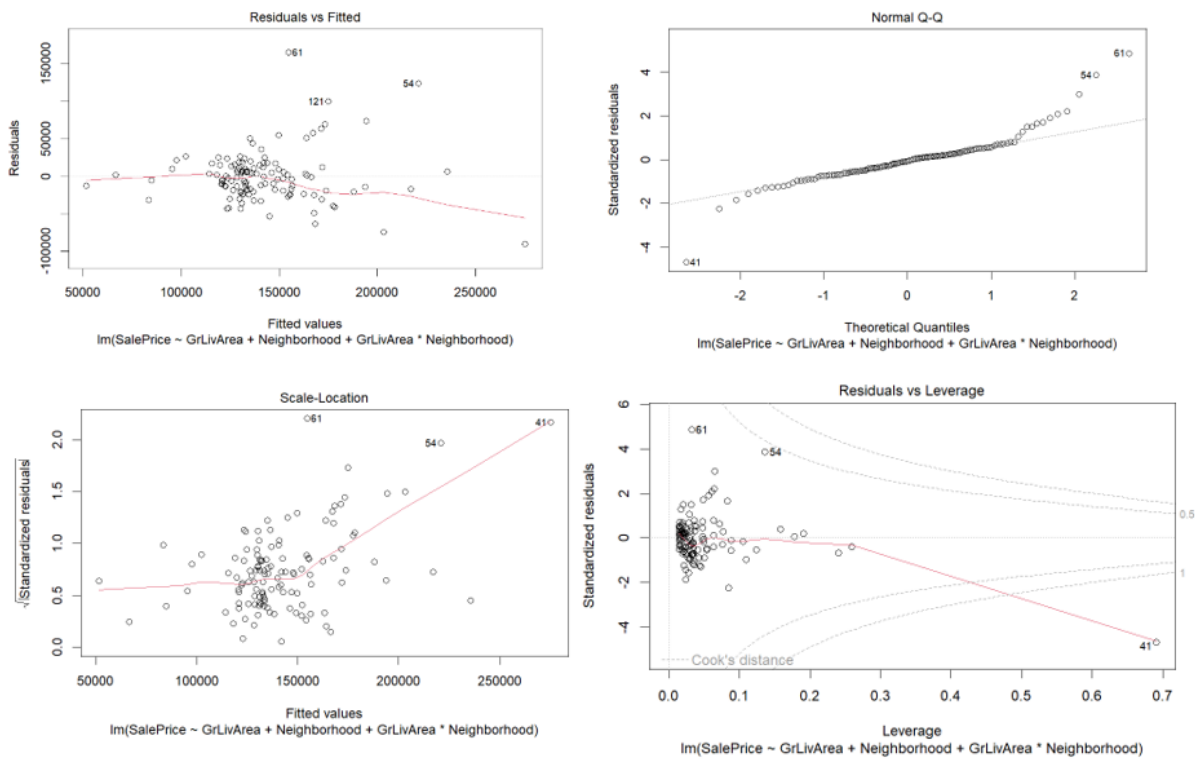 Residuals vs Fitted
Residuals
150000
50000
0
-100000
61
54
121
50000 100000 150000 200000 250000
Fitted values
lm(SalePrice ~ GrLivArea + Neighborhood + GrLivArea * Neighborhood)
Normal Q-Q
Standardized residuals
4
2
0
-2
-4
61
54
41
-2 -1 0 1 2
Theoretical Quantiles
lm(SalePrice ~ GrLivArea + Neighborhood + GrLivArea * Neighborhood)
Scale-Location
√|Standardized residuals|
2.0
1.5
1.0
0.5
0.0
61
41
54
50000 100000 150000 200000 250000
Fitted values
lm(SalePrice ~ GrLivArea + Neighborhood + GrLivArea * Neighborhood)
Residuals vs Leverage
Standardized residuals
6
4
2
0
-2
-4
61
54
0.5
1
41
Cook's distance
0.0 0.1 0.2 0.3 0.4 0.5 0.6 0.7
Leverage
lm(SalePrice ~ GrLivArea + Neighborhood + GrLivArea * Neighborhood)